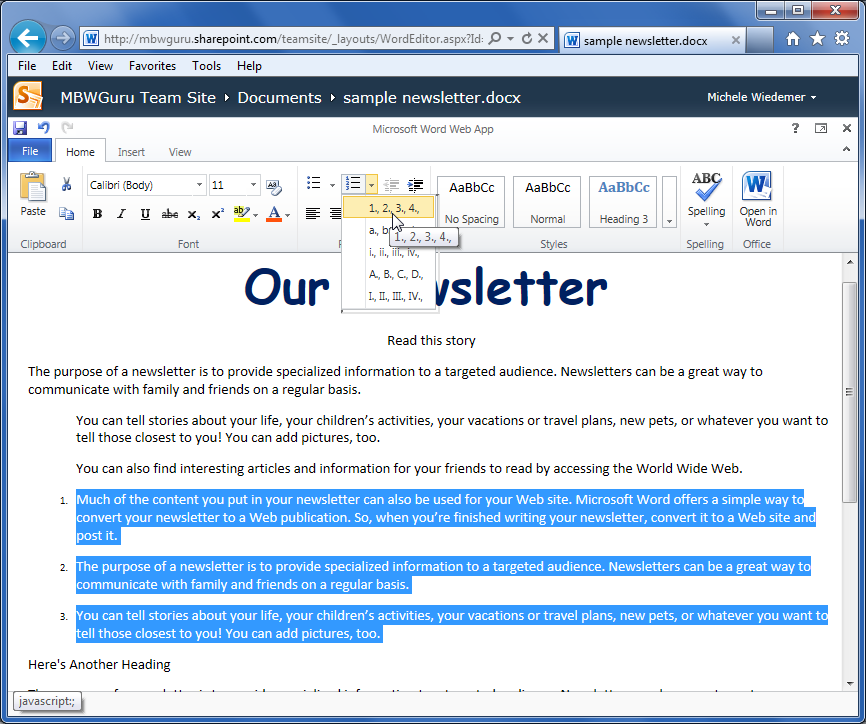 http://mbwguru.sharepoint.com/teamsite/_layouts/WordEditor.aspx?Id:
sample newsletter.docx
File Edit View Favorites Tools Help
MBWGuru Team Site Documents sample newsletter.docx
Michele Wiedemer
Microsoft Word Web App
File Home Insert View
Paste
Clipboard
Calibri (Body) 11
B I U abc x₂ x² ab A
Font
AaBbCc
No Spacing
AaBbCc
Normal
AaBbCc
Heading 3
Styles
ABC
Spelling
Spelling
Open in
Word
Office
1., 2., 3., 4.,
1., 2., 3., 4.,
i., ii., iii., iv.,
A., B., C., D.,
I., II., III., IV.,
Our
sletter
Read this story
The purpose of a newsletter is to provide specialized information to a targeted audience. Newsletters can be a great way to
communicate with family and friends on a regular basis.
You can tell stories about your life, your children’s activities, your vacations or travel plans, new pets, or whatever you want to
tell those closest to you! You can add pictures, too.
You can also find interesting articles and information for your friends to read by accessing the World Wide Web.
1. Much of the content you put in your newsletter can also be used for your Web site. Microsoft Word offers a simple way to
convert your newsletter to a Web publication. So, when you’re finished writing your newsletter, convert it to a Web site and
post it.
2. The purpose of a newsletter is to provide specialized information to a targeted audience. Newsletters can be a great way to
communicate with family and friends on a regular basis.
3. You can tell stories about your life, your children’s activities, your vacations or travel plans, new pets, or whatever you want to
tell those closest to you! You can add pictures, too.
Here's Another Heading
javascript:;